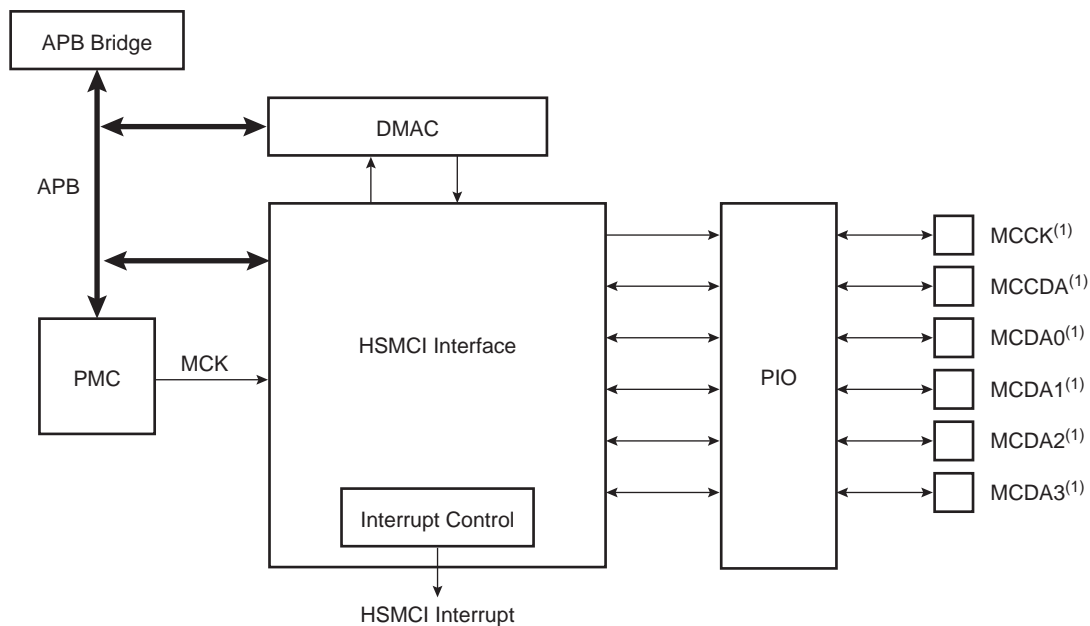 APB Bridge
DMAC
APB
MCCK(1)
MCCDA(1)
HSMCI Interface
MCDA0(1)
MCK
PMC
PIO
MCDA1(1)
MCDA2(1)
MCDA3(1)
Interrupt Control
HSMCI Interrupt